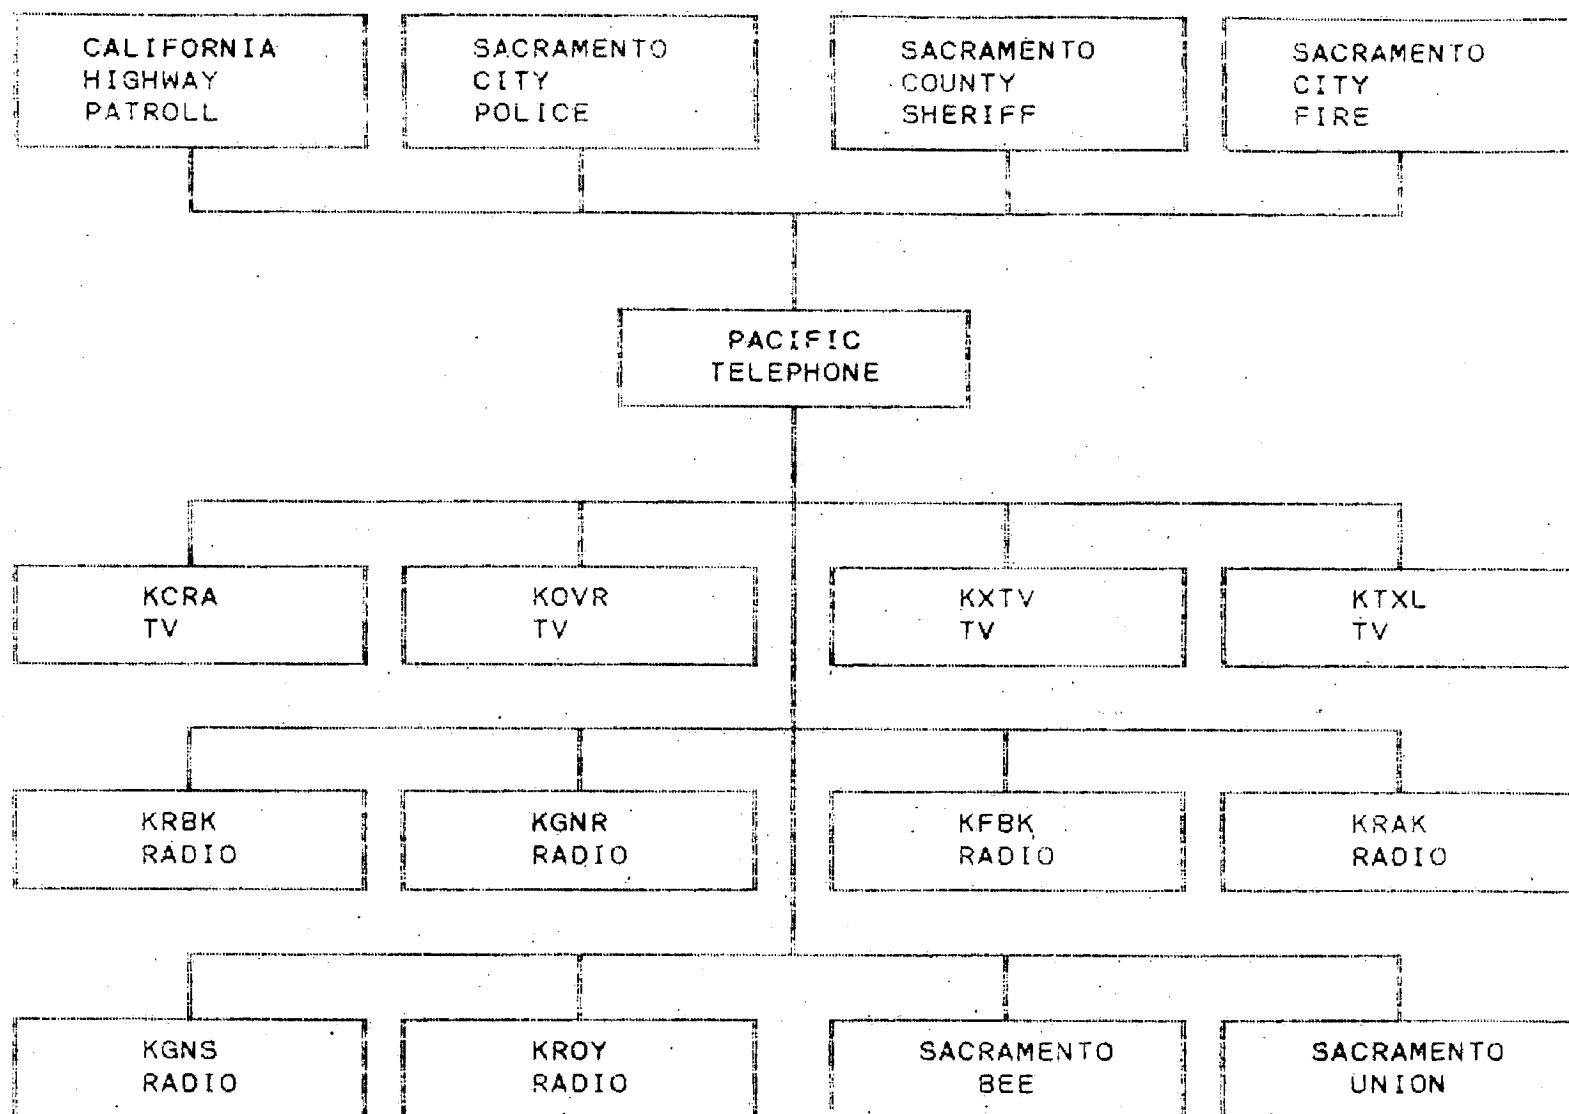 CALIFORNIA
HIGHWAY
PATROLL
SACRAMENTO
CITY
POLICE
SACRAMENTO
COUNTY
SHERIFF
SACRAMENTO
CITY
FIRE
PACIFIC
TELEPHONE
KCRA
TV
KOVR
TV
KXTV
TV
KTXL
TV
KRBK
RADIO
KGNR
RADIO
KFBK
RADIO
KRAK
RADIO
KGNS
RADIO
KROY
RADIO
SACRAMENTO
BEE
SACRAMENTO
UNION